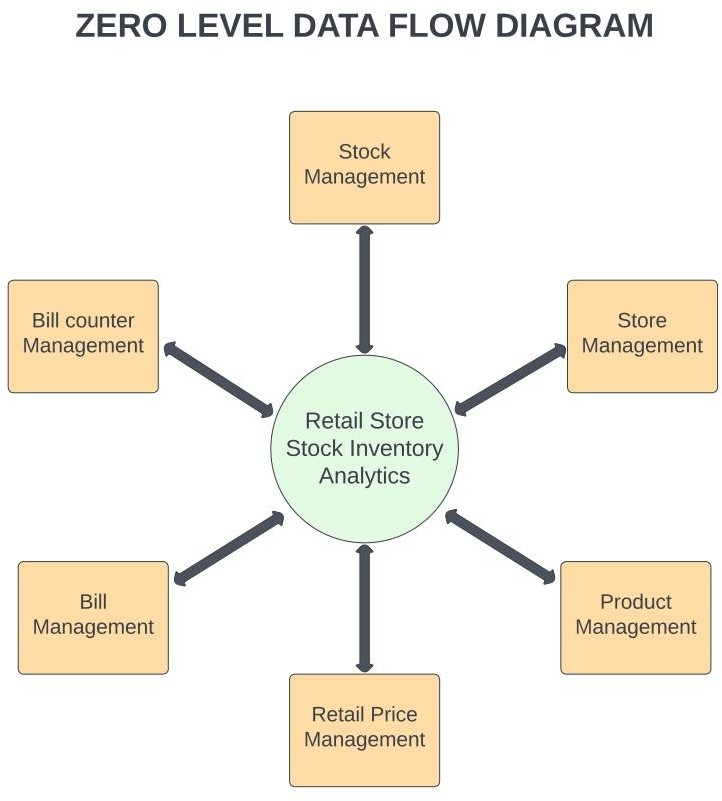 ZERO LEVEL DATA FLOW DIAGRAM
Stock
Management
Bill counter
Management
Store
Management
Retail Store
Stock Inventory
Analytics
Bill
Management
Product
Management
Retail Price
Management